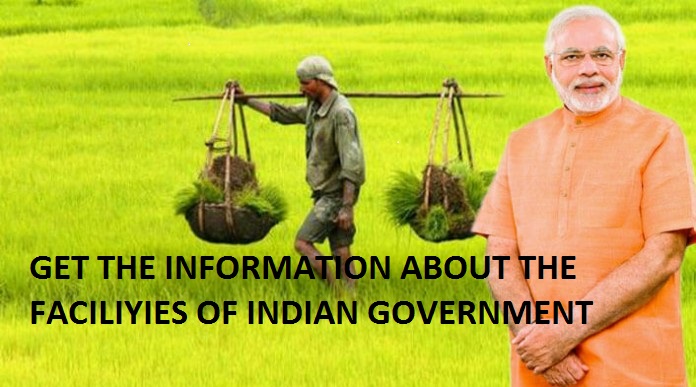 GET THE INFORMATION ABOUT THE
FACILIYIES OF INDIAN GOVERNMENT